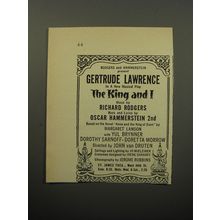 RODGERS AND HAMMERSTEIN
present
GERTRUDE LAWRENCE
In A New Musical Play
The King and I
Music by
RICHARD RODGERS
Book and Lyrics by
OSCAR HAMMERSTEIN 2nd
Based on the Novel "Anna and the King of Siam" by
MARGARET LANDON
with YUL BRYNNER
DOROTHY SARNOFF · DORETTA MORROW
Directed by JOHN van DRUTEN
Settings and Lighting by JO MIELZINER
Costumes designed by IRENE SHARAFF
Choreography by JEROME ROBBINS
ST. JAMES THEA.,